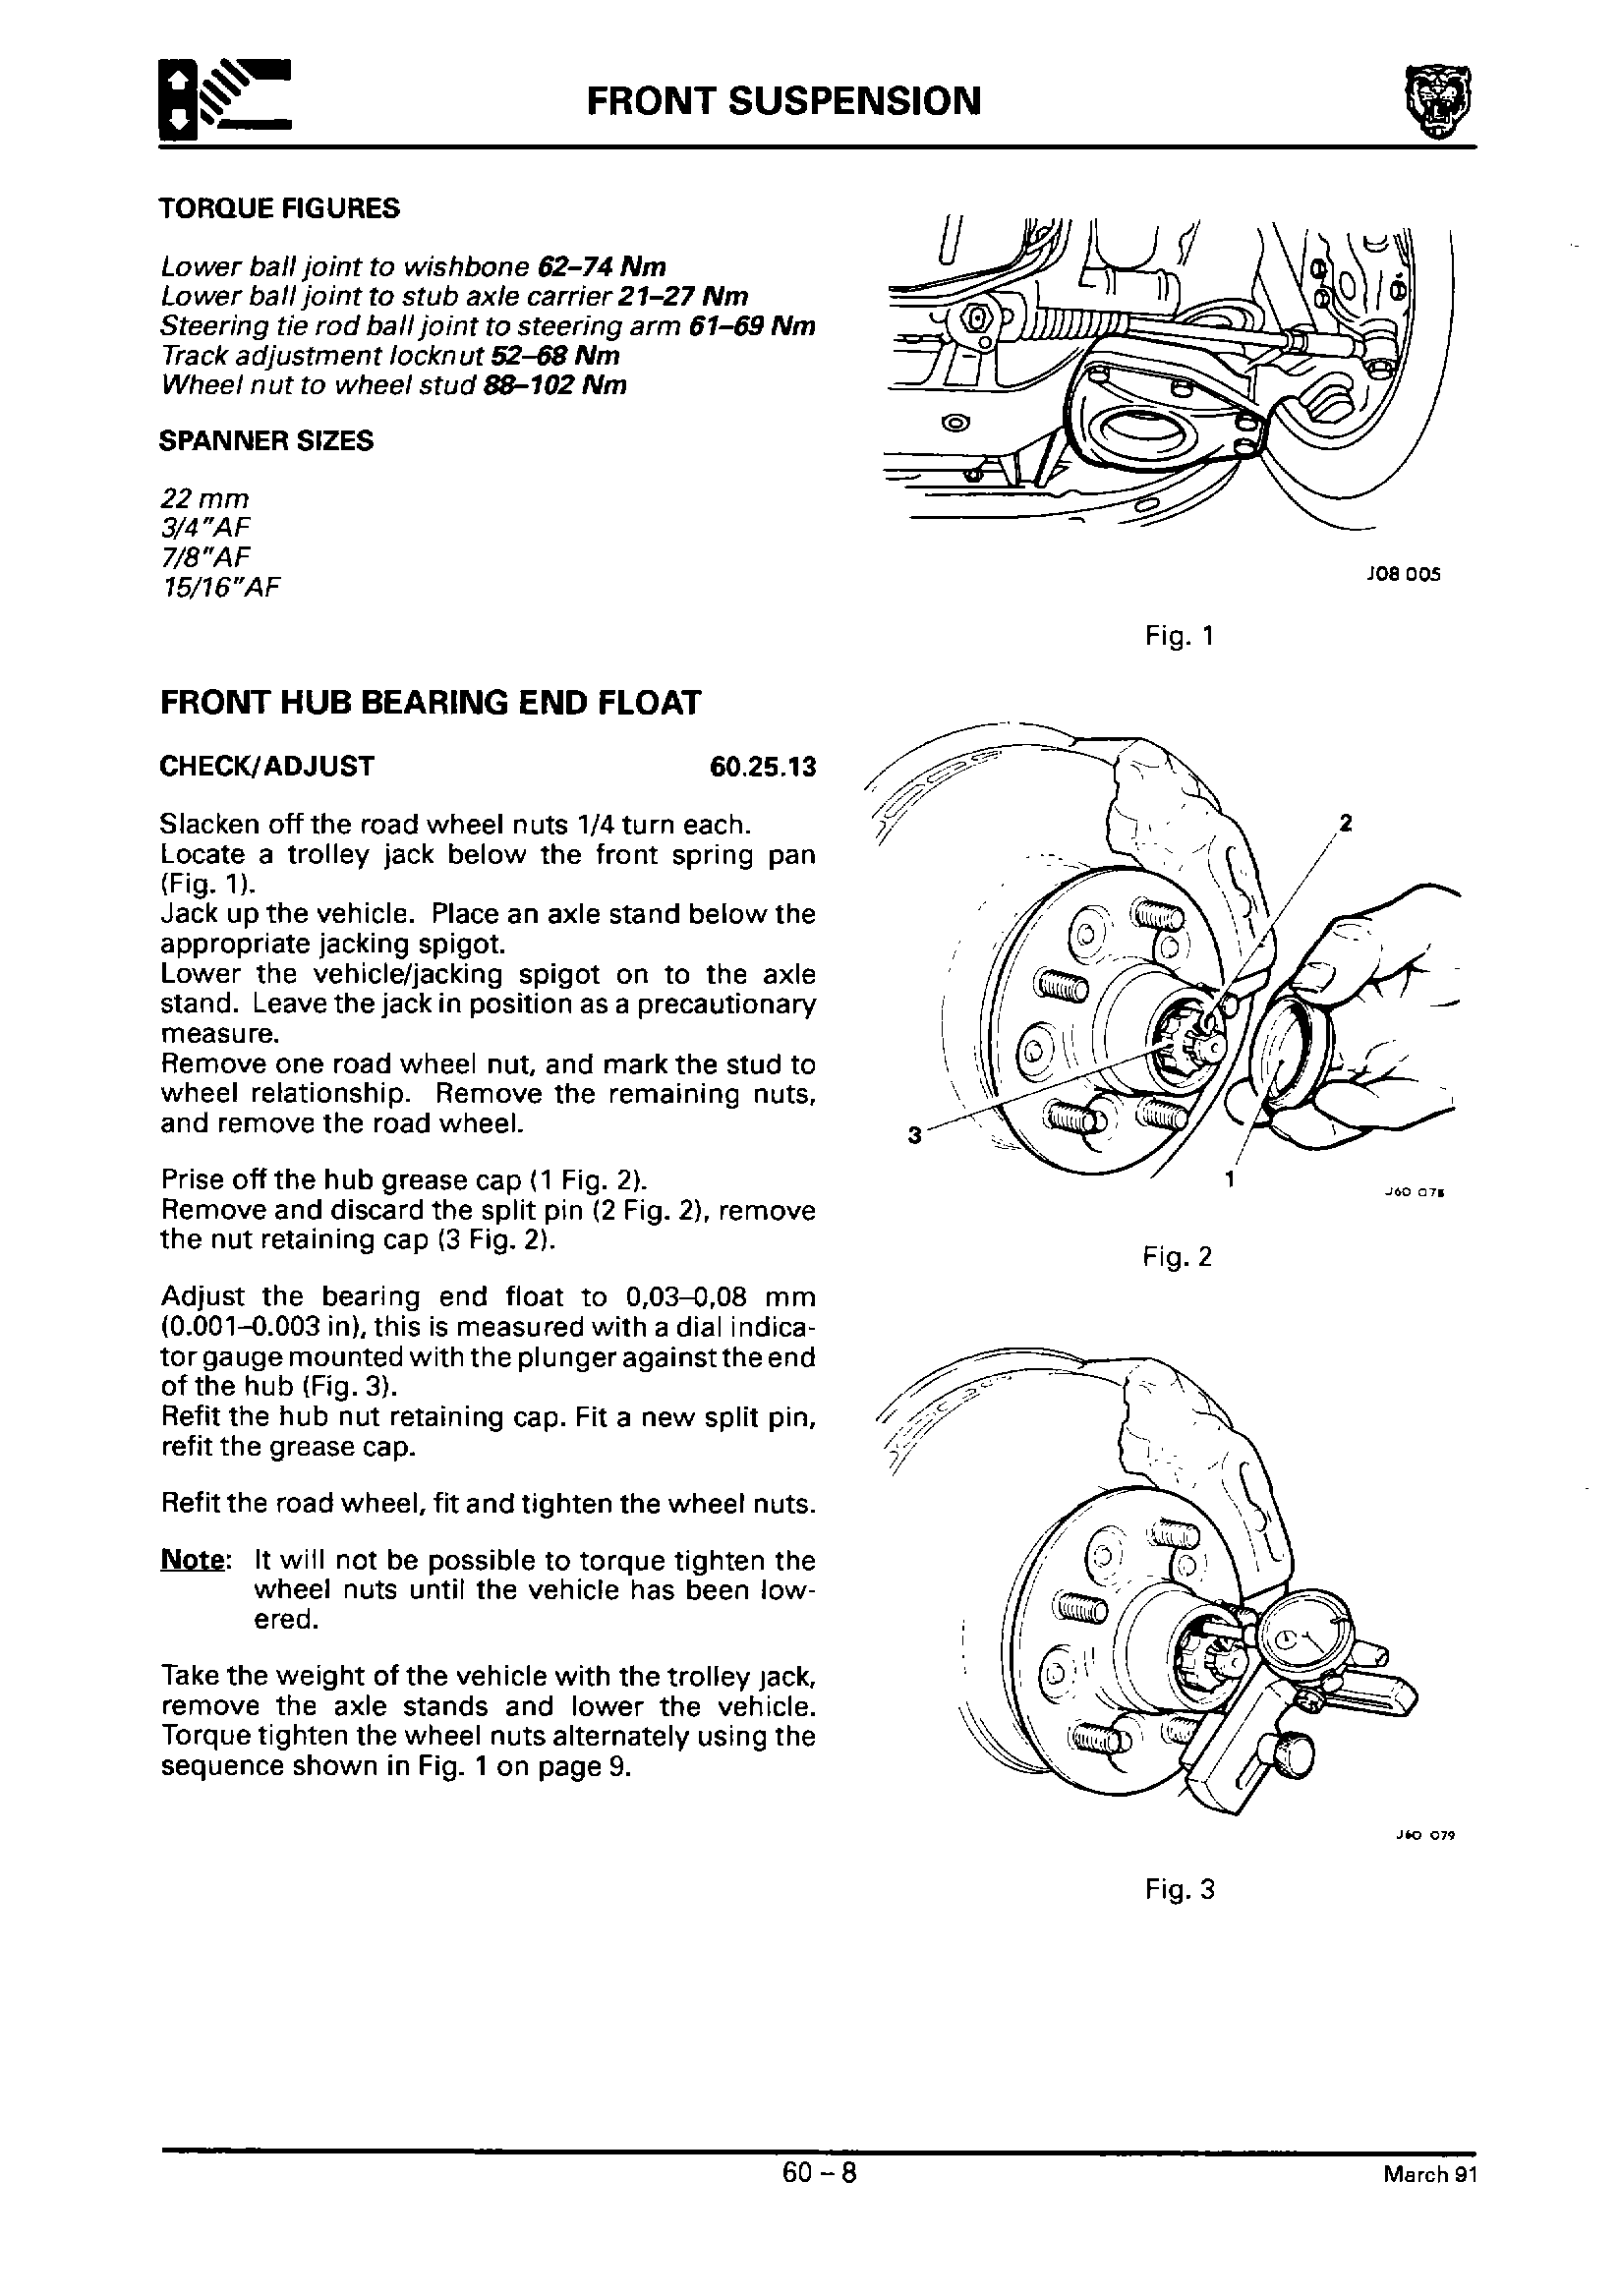 FRONT SUSPENSION
TORQUE FIGURES
Lower ball joint to wishbone 62–74 Nm
Lower ball joint to stub axle carrier 21–27 Nm
Steering tie rod ball joint to steering arm 61–69 Nm
Track adjustment locknut 52–68 Nm
Wheel nut to wheel stud 88–102 Nm
SPANNER SIZES
22 mm
3/4"AF
7/8"AF
15/16"AF
J08 005
Fig. 1
FRONT HUB BEARING END FLOAT
CHECK/ADJUST 60.25.13
Slacken off the road wheel nuts 1/4 turn each.
Locate a trolley jack below the front spring pan
(Fig. 1).
Jack up the vehicle. Place an axle stand below the
appropriate jacking spigot.
Lower the vehicle/jacking spigot on to the axle
stand. Leave the jack in position as a precautionary
measure.
Remove one road wheel nut, and mark the stud to
wheel relationship. Remove the remaining nuts,
and remove the road wheel.
Prise off the hub grease cap (1 Fig. 2).
Remove and discard the split pin (2 Fig. 2), remove
the nut retaining cap (3 Fig. 2).
2
3
1
Fig. 2
Adjust the bearing end float to 0,03–0,08 mm
(0.001–0.003 in), this is measured with a dial indica-
tor gauge mounted with the plunger against the end
of the hub (Fig. 3).
Refit the hub nut retaining cap. Fit a new split pin,
refit the grease cap.
Refit the road wheel, fit and tighten the wheel nuts.
Note: It will not be possible to torque tighten the
wheel nuts until the vehicle has been low-
ered.
Take the weight of the vehicle with the trolley jack,
remove the axle stands and lower the vehicle.
Torque tighten the wheel nuts alternately using the
sequence shown in Fig. 1 on page 9.
J60 079
Fig. 3
60 – 8
March 91